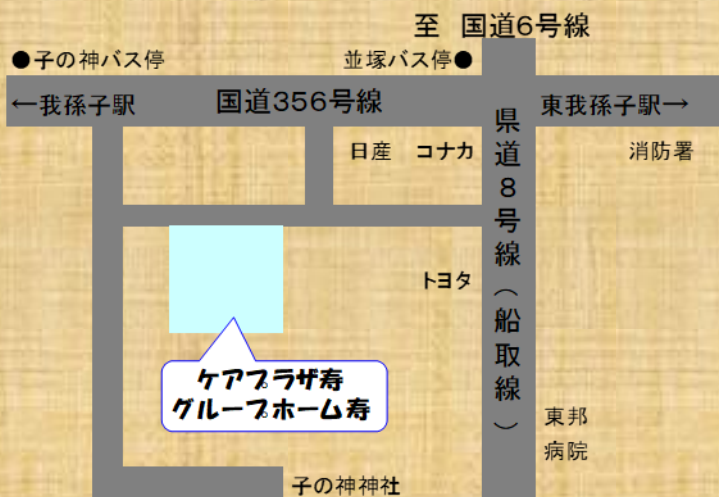 至 国道6号線
●子の神バス停
並塚バス停●
←我孫子駅
国道356号線
東我孫子駅→
県道8号線(船取線)
日産 コナカ
消防署
トヨタ
ケアプラザ寿
グループホーム寿
東邦
病院
子の神神社